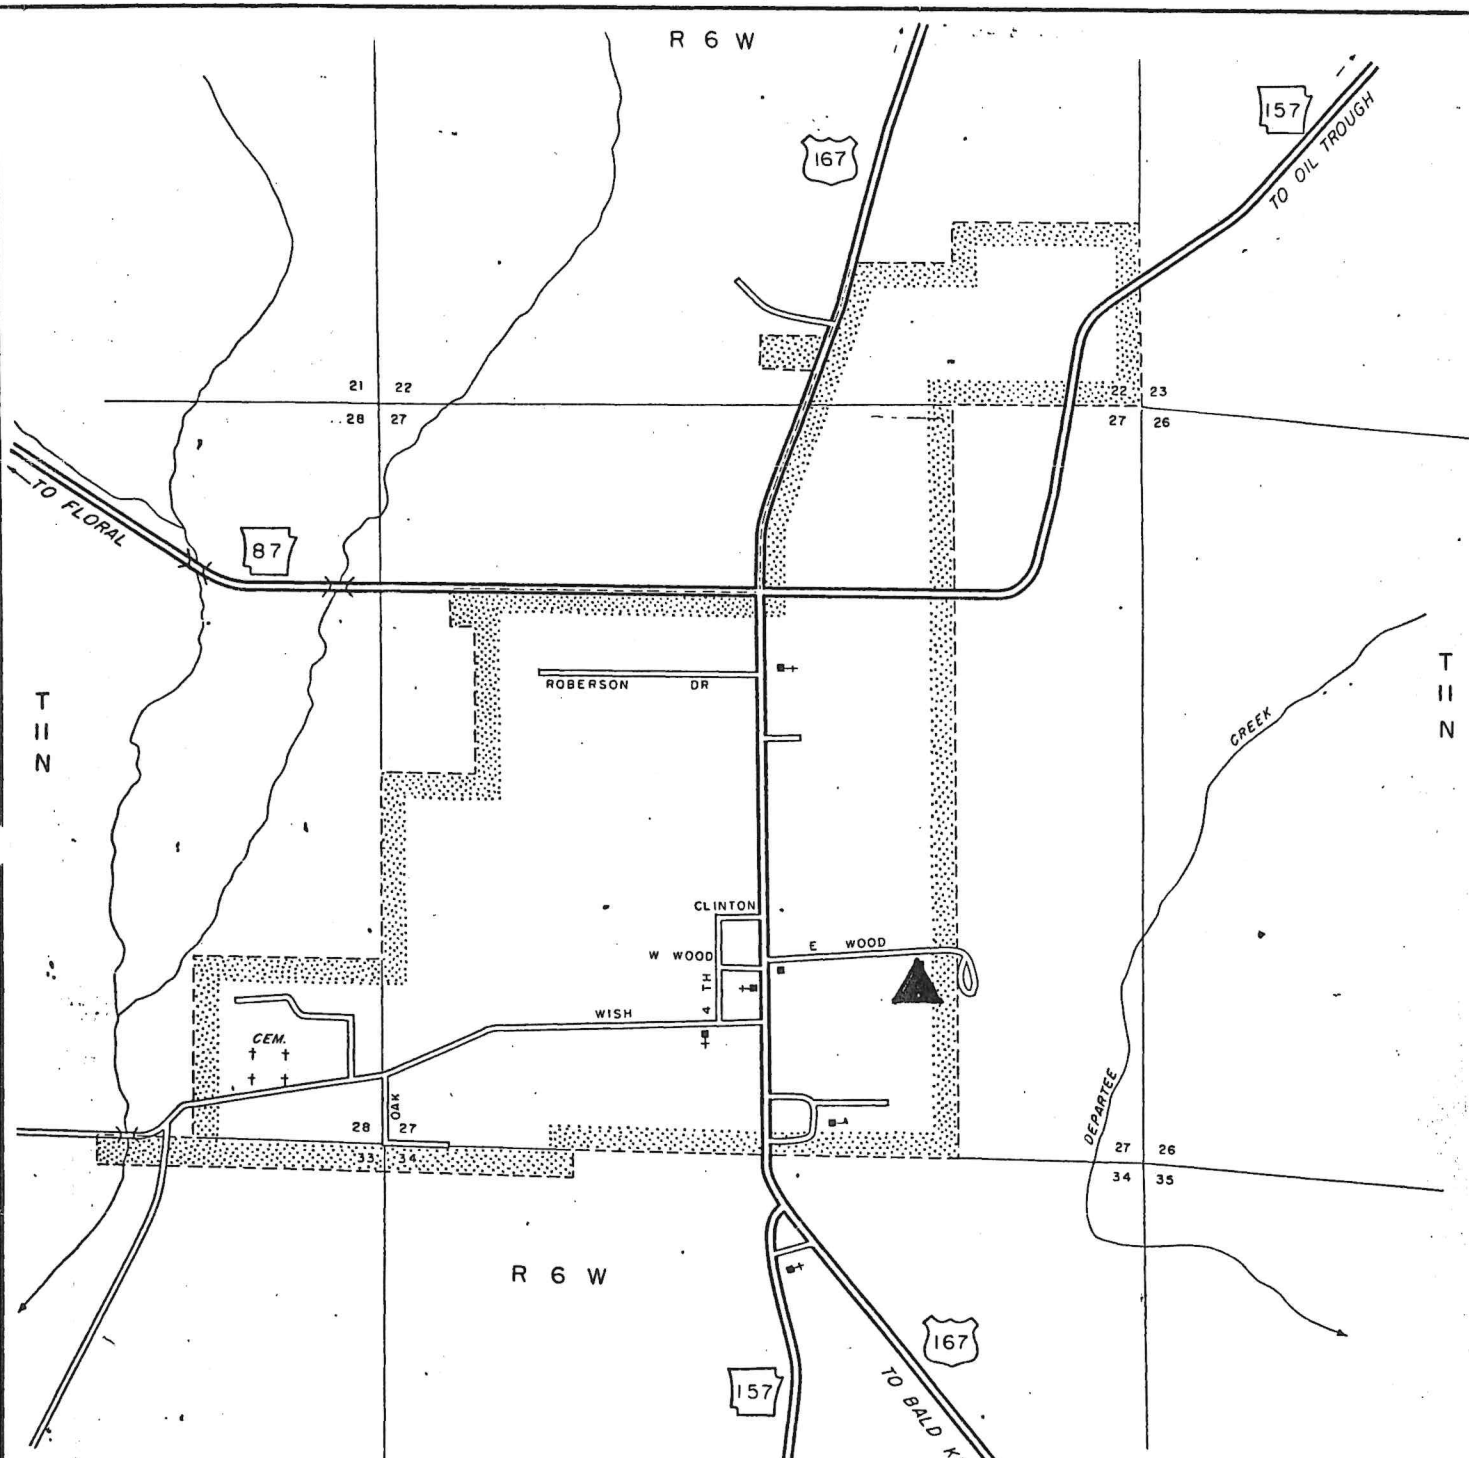 R 6 W
157
167
TO OIL TROUGH
21 22
22 23
28 27
27 26
TO FLORAL
87
T
11
N
T
11
N
ROBERSON DR
CREEK
CLINTON
E WOOD
W WOOD
4 TH
WISH
CEM.
OAK
DEPARTEE
28 27
33 34
27 26
34 35
R 6 W
167
157
TO BALD K